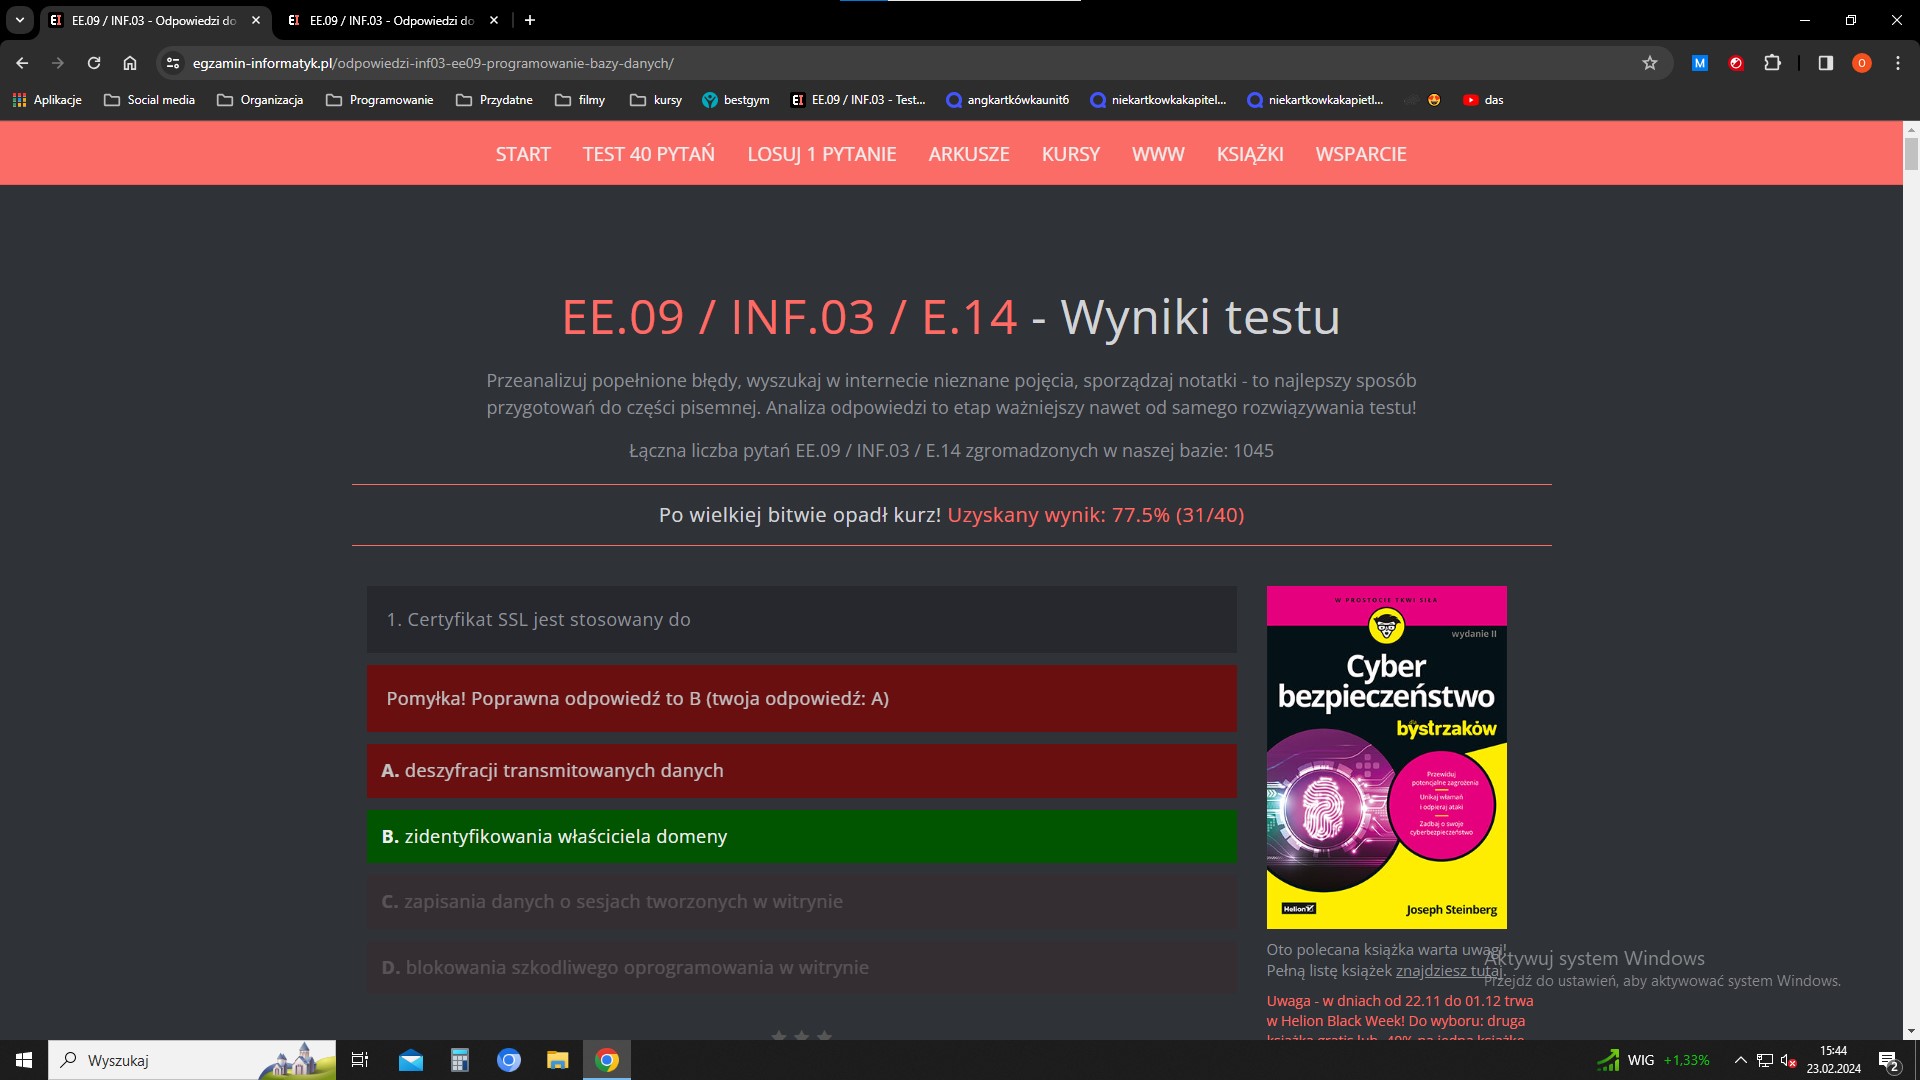 EE.09 / INF.03 - Odpowiedzi do
EE.09 / INF.03 - Odpowiedzi do
egzamin-informatyk.pl/odpowiedzi-inf03-ee09-programowanie-bazy-danych/
M
O
Aplikacje
Social media
Organizacja
Programowanie
Przydatne
filmy
kursy
bestgym
EE.09 / INF.03 - Test...
angkartkówkaunit6
niekartkowkakapitel...
niekartkowkakapietl...
das
START
TEST 40 PYTAŃ
LOSUJ 1 PYTANIE
ARKUSZE
KURSY
WWW
KSIĄŻKI
WSPARCIE
EE.09 / INF.03 / E.14 - Wyniki testu
Przeanalizuj popełnione błędy, wyszukaj w internecie nieznane pojęcia, sporządzaj notatki - to najlepszy sposób
przygotowań do części pisemnej. Analiza odpowiedzi to etap ważniejszy nawet od samego rozwiązywania testu!
Łączna liczba pytań EE.09 / INF.03 / E.14 zgromadzonych w naszej bazie: 1045
Po wielkiej bitwie opadł kurz! Uzyskany wynik: 77.5% (31/40)
1. Certyfikat SSL jest stosowany do
Pomyłka! Poprawna odpowiedź to B (twoja odpowiedź: A)
A. deszyfracji transmitowanych danych
B. zidentyfikowania właściciela domeny
C. zapisania danych o sesjach tworzonych w witrynie
D. blokowania szkodliwego oprogramowania w witrynie
W PROSTOCIE TKWI SIŁA
wydanie II
Cyber
bezpieczeństwo
dla
bystrzaków
Przewiduj
potencjalne zagrożenia
Unikaj włamań
i odpieraj ataki
Zadbaj o swoje
cyberbezpieczeństwo
Helion
Joseph Steinberg
Oto polecana książka warta uwagi!
Pełną listę książek znajdziesz tutaj.
Uwaga - w dniach od 22.11 do 01.12 trwa
w Helion Black Week! Do wyboru: druga
książka gratis lub -40% na jedną książkę
Aktywuj system Windows
Przejdź do ustawień, aby aktywować system Windows.
Wyszukaj
WIG +1,33%
15:44
23.02.2024
2